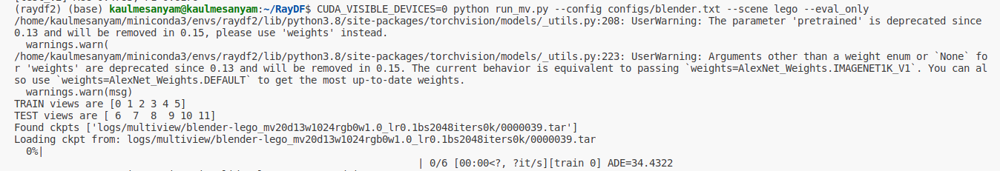 (raydf2) (base) kaulmesanyam@kaulmesanyam:~/RayDF$ CUDA_VISIBLE_DEVICES=0 python run_mv.py --config configs/blender.txt --scene lego --eval_only
/home/kaulmesanyam/miniconda3/envs/raydf2/lib/python3.8/site-packages/torchvision/models/_utils.py:208: UserWarning: The parameter 'pretrained' is deprecated since
0.13 and will be removed in 0.15, please use 'weights' instead.
  warnings.warn(
/home/kaulmesanyam/miniconda3/envs/raydf2/lib/python3.8/site-packages/torchvision/models/_utils.py:223: UserWarning: Arguments other than a weight enum or `None` fo
r 'weights' are deprecated since 0.13 and will be removed in 0.15. The current behavior is equivalent to passing `weights=AlexNet_Weights.IMAGENET1K_V1`. You can al
so use `weights=AlexNet_Weights.DEFAULT` to get the most up-to-date weights.
  warnings.warn(msg)
TRAIN views are [0 1 2 3 4 5]
TEST views are [ 6  7  8  9 10 11]
Found ckpts ['logs/multiview/blender-lego_mv20d13w1024rgb0w1.0_lr0.1bs2048iters0k/0000039.tar']
Loading ckpt from: logs/multiview/blender-lego_mv20d13w1024rgb0w1.0_lr0.1bs2048iters0k/0000039.tar
  0%|
| 0/6 [00:00<?, ?it/s][train 0] ADE=34.4322